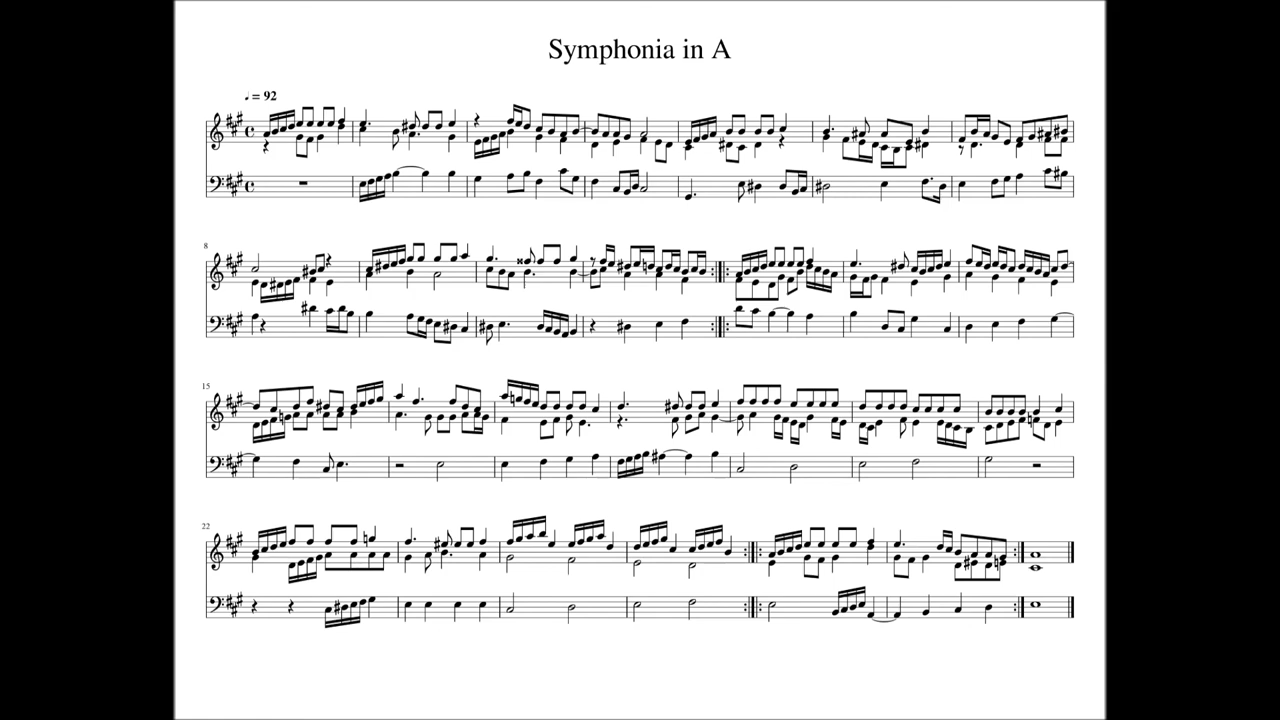 Symphonia in A
♩ = 92
8
15
22